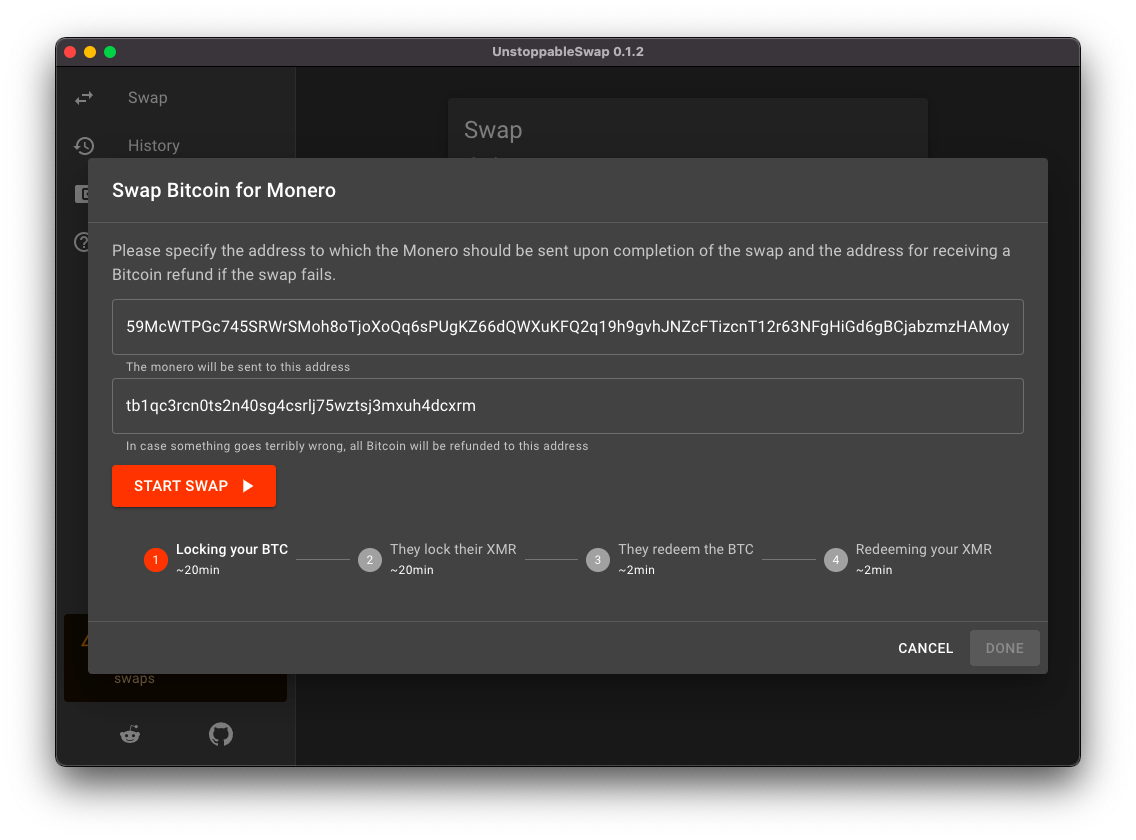 UnstoppableSwap 0.1.2
Swap
History
Swap
Swap Bitcoin for Monero
Please specify the address to which the Monero should be sent upon completion of the swap and the address for receiving a
Bitcoin refund if the swap fails.
59McWTPGc745SRWrSMoh8oTjoXoQq6sPUgKZ66dQWXuKFQ2q19h9gvhJNZcFTizcnT12r63NFgHiGd6gBCjabzmzHAMoy
The monero will be sent to this address
tb1qc3rcn0ts2n40sg4csrlj75wztsj3mxuh4dcxrm
In case something goes terribly wrong, all Bitcoin will be refunded to this address
START SWAP
1 Locking your BTC
~20min
2 They lock their XMR
~20min
3 They redeem the BTC
~2min
4 Redeeming your XMR
~2min
CANCEL
DONE
swaps